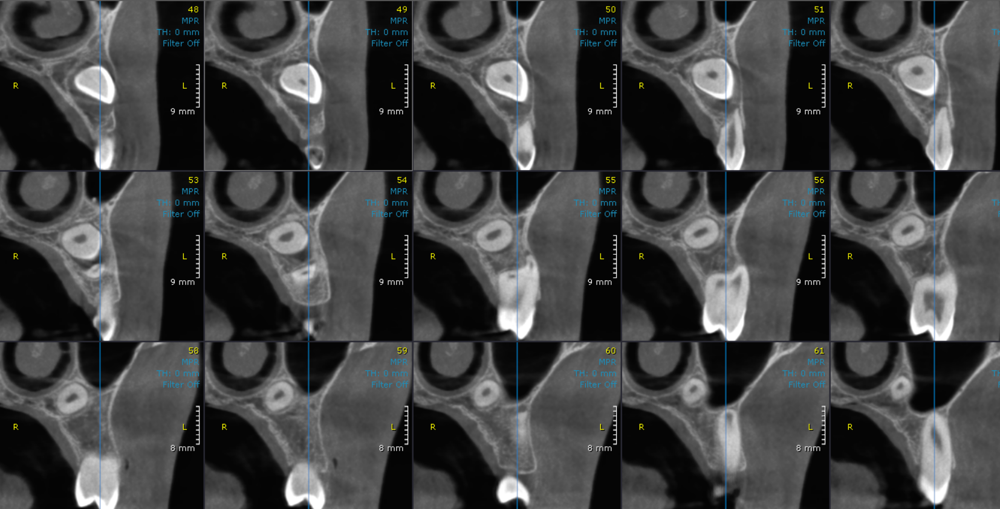 48
MPR
TH: 0 mm
Filter Off
R
L
9 mm
49
MPR
TH: 0 mm
Filter Off
R
L
9 mm
50
MPR
TH: 0 mm
Filter Off
R
L
9 mm
51
MPR
TH: 0 mm
Filter Off
R
L
9 mm
R
53
MPR
TH: 0 mm
Filter Off
R
L
9 mm
54
MPR
TH: 0 mm
Filter Off
R
L
9 mm
55
MPR
TH: 0 mm
Filter Off
R
L
9 mm
56
MPR
TH: 0 mm
Filter Off
R
L
9 mm
R
58
MPR
TH: 0 mm
Filter Off
R
L
8 mm
59
MPR
TH: 0 mm
Filter Off
R
L
8 mm
60
MPR
TH: 0 mm
Filter Off
R
L
8 mm
61
MPR
TH: 0 mm
Filter Off
R
L
8 mm
R